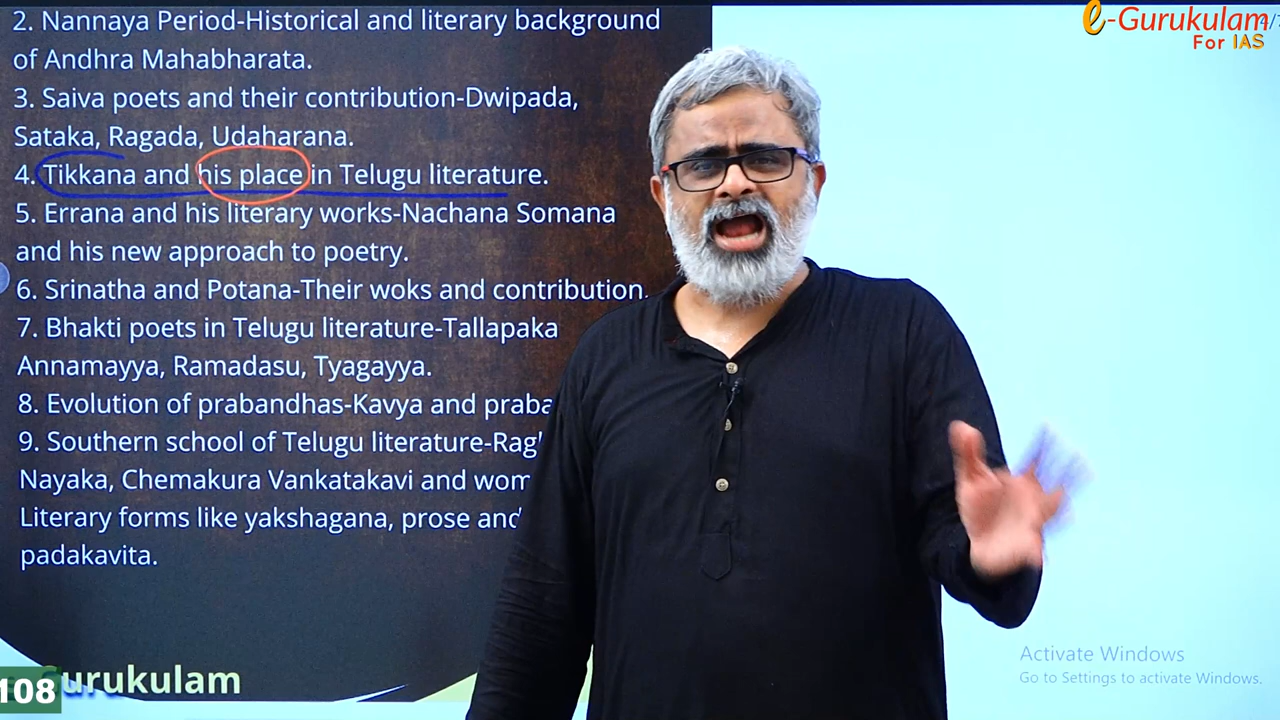 2. Nannaya Period-Historical and literary background
of Andhra Mahabharata.
3. Saiva poets and their contribution-Dwipada,
Sataka, Ragada, Udaharana.
4. Tikkana and his place in Telugu literature.
5. Errana and his literary works-Nachana Somana
and his new approach to poetry.
6. Srinatha and Potana-Their woks and contribution.
7. Bhakti poets in Telugu literature-Tallapaka
Annamayya, Ramadasu, Tyagayya.
8. Evolution of prabandhas-Kavya and praba
9. Southern school of Telugu literature-Ragh
Nayaka, Chemakura Vankatakavi and wom
Literary forms like yakshagana, prose and
padakavita.
e-Gurukulam
For IAS
Activate Windows
Go to Settings to activate Windows.
108
Gurukulam